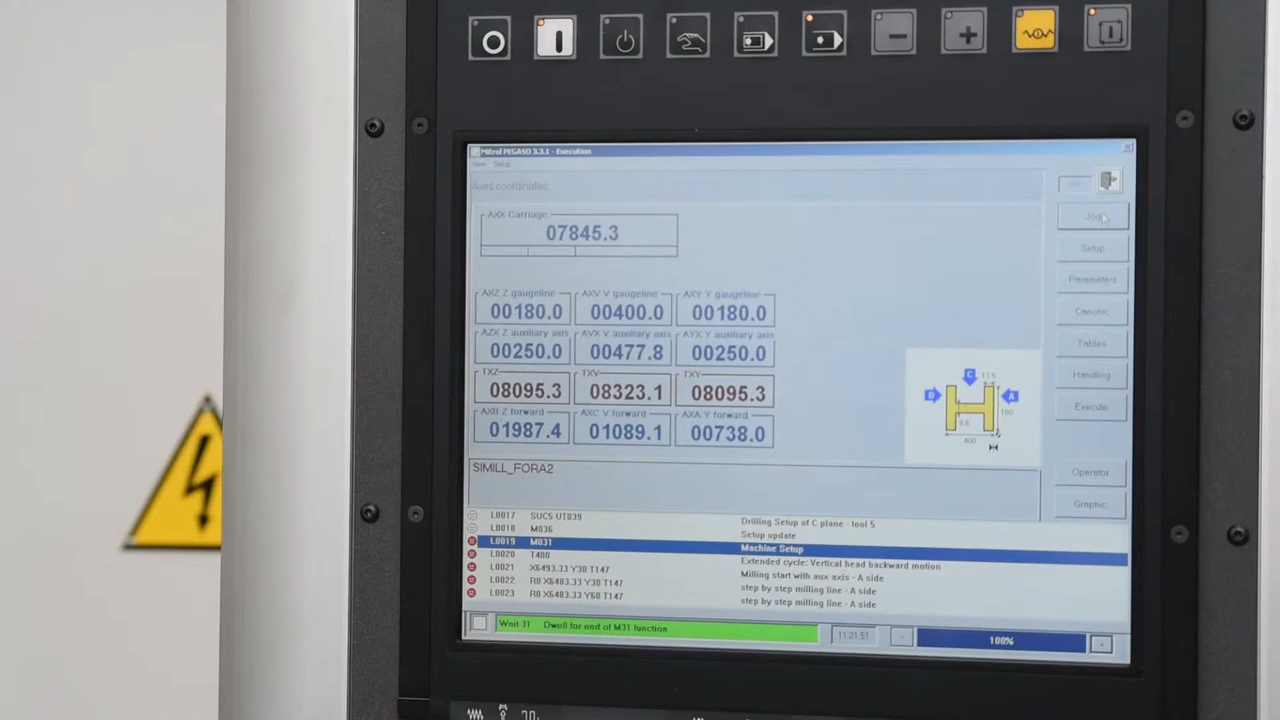 Mitrol PEGASO 3.3.1 - Execution
View Setup
Axes coordinates:
Jog
AXX Carriage
07845.3
Setup
Parameters
AXZ Z gaugeline AXV V gaugeline AXY Y gaugeline
00180.0 00400.0 00180.0
Canonic
AZX Z auxiliary axis AVX V auxiliary axis AYX Y auxiliary axis
00250.0 00477.8 00250.0
Tables
TXZ TXV TXY
08095.3 08323.1 08095.3
Handling
AXB Z forward AXC V forward AXA Y forward
01987.4 01089.1 00738.0
C 13.5
D A
9.6
400
Execute
SIMILL_FORA2
Operator
Graphic
L0017 SUC5 UT039 Drilling Setup of C plane - tool 5
L0018 M036 Setup update
L0019 M031 Machine Setup
L0020 T400 Extended cycle: Vertical head backward motion
L0021 X6493.33 Y30 T147 Milling start with aux axis - A side
L0022 R0 X6483.33 Y30 T147 step by step milling line - A side
L0023 R0 X6483.33 Y60 T147 step by step milling line - A side
Wait 31 Dwell for end of M31 function
11:21:51
- 100%